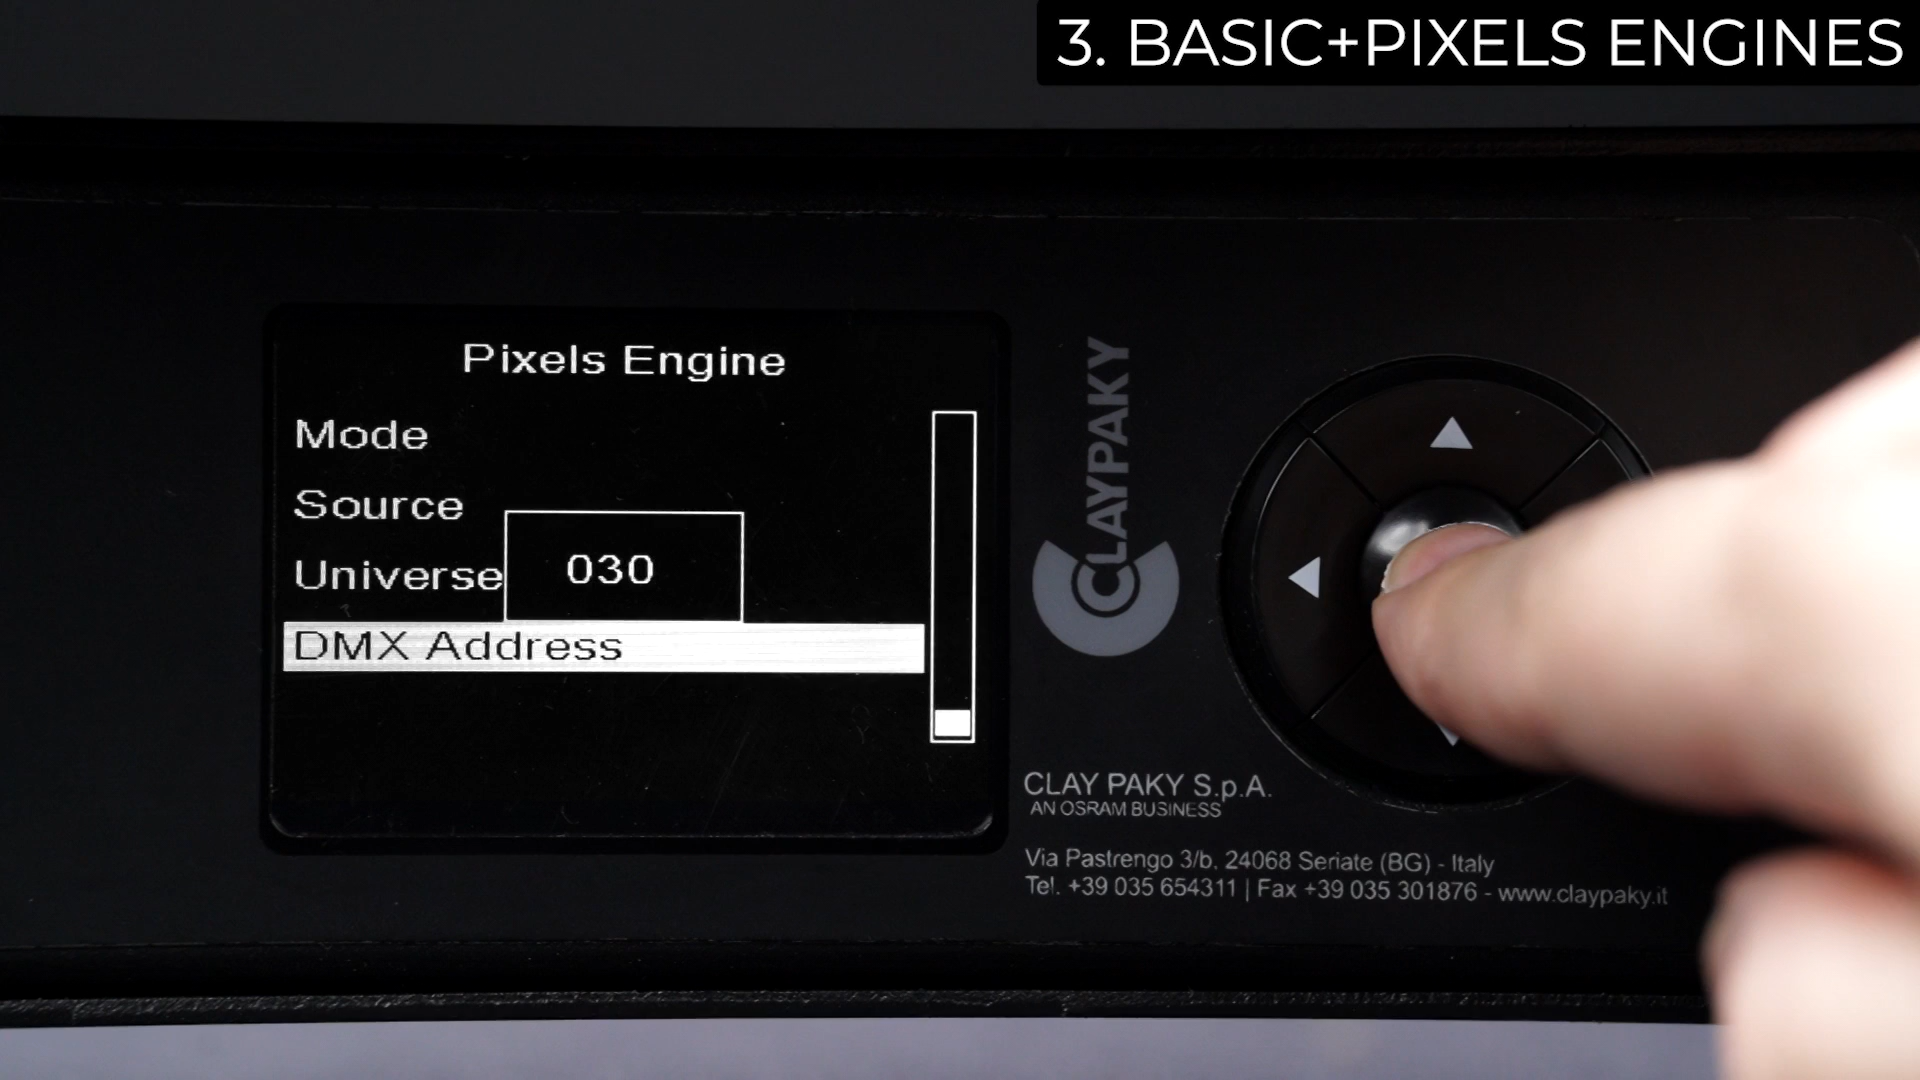 3. BASIC+PIXELS ENGINES
Pixels Engine
Mode
Source
Universe
030
DMX Address
CLAYPAKY
CLAY PAKY S.p.A.
AN OSRAM BUSINESS
Via Pastrengo 3/b, 24068 Seriate (BG) - Italy
Tel. +39 035 654311 | Fax +39 035 301876 - www.claypaky.it